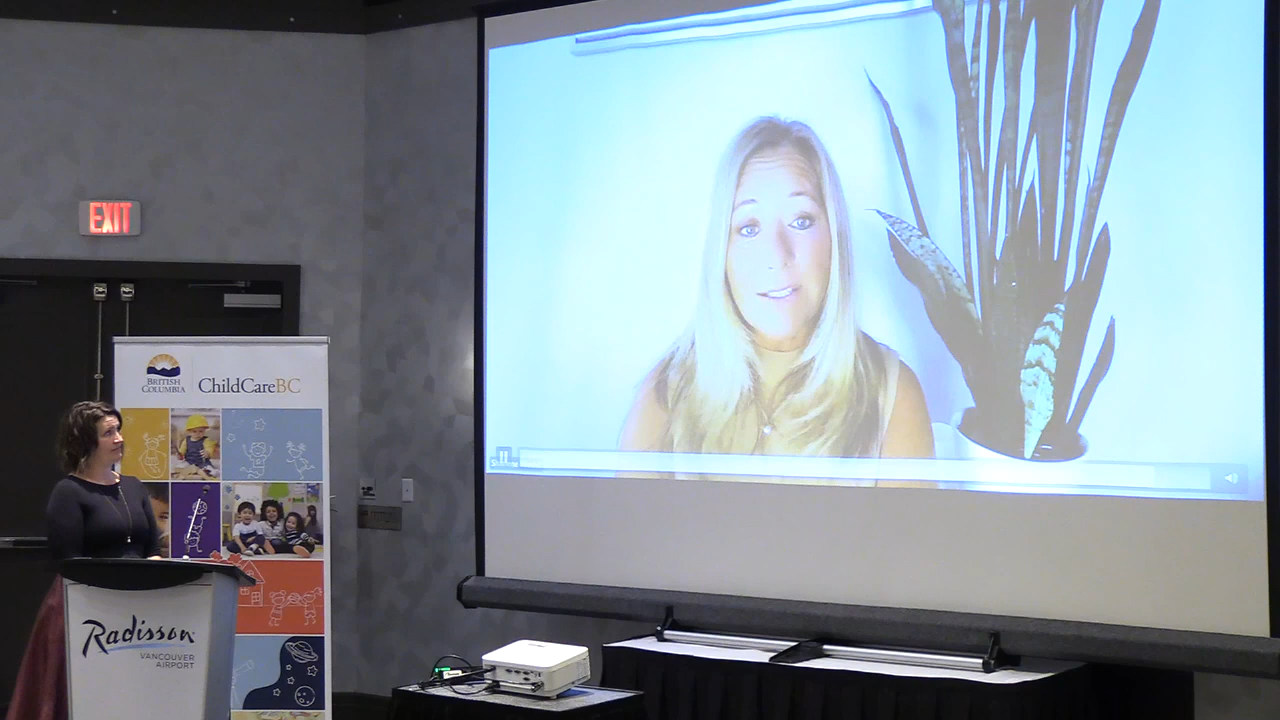 EXIT
BRITISH
COLUMBIA
ChildCareBC
Radisson
VANCOUVER
AIRPORT